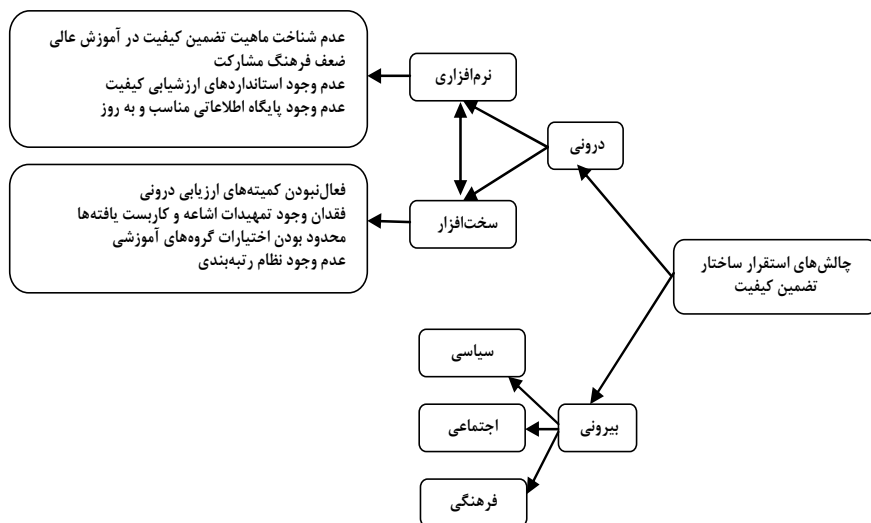 چالش‌های استقرار ساختار
تضمین کیفیت
درونی
نرم‌افزاری
عدم شناخت ماهیت تضمین کیفیت در آموزش عالی
ضعف فرهنگ مشارکت
عدم وجود استانداردهای ارزشیابی کیفیت
عدم وجود پایگاه اطلاعاتی مناسب و به روز
سخت‌افزار
فعال‌نبودن کمیته‌های ارزیابی درونی
فقدان وجود تمهیدات اشاعه و کاربست یافته‌ها
محدود بودن اختیارات گروه‌های آموزشی
عدم وجود نظام رتبه‌بندی
بیرونی
سیاسی
اجتماعی
فرهنگی